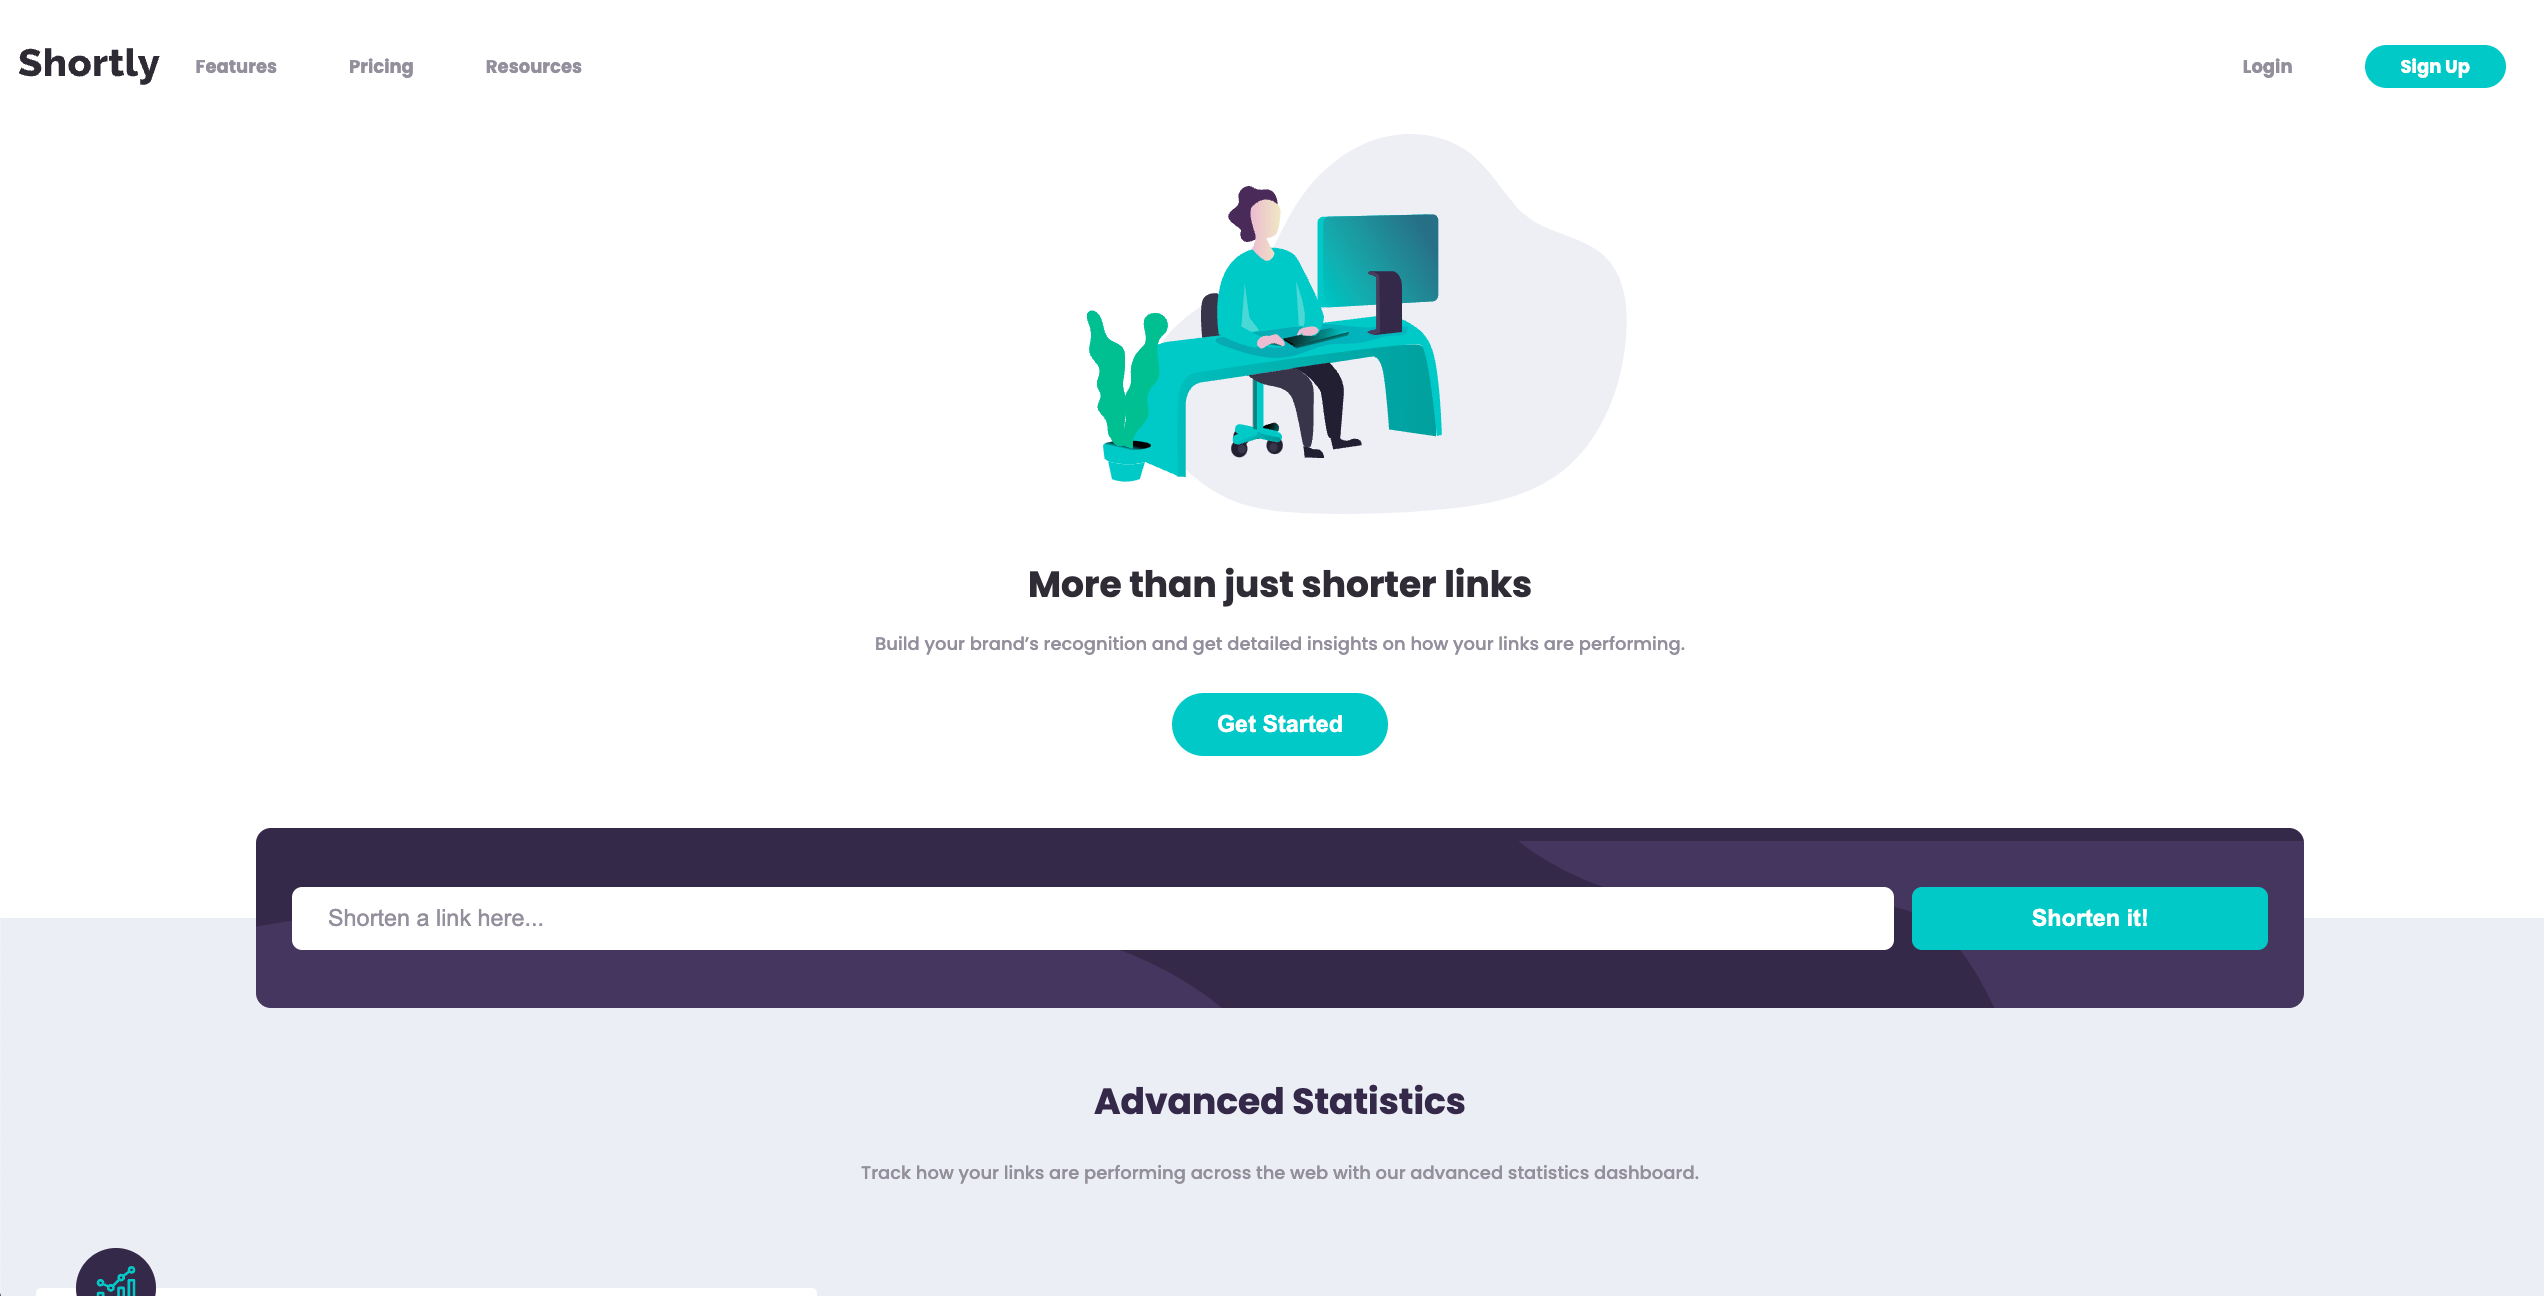 Shortly Features Pricing Resources Login Sign Up
More than just shorter links
Build your brand’s recognition and get detailed insights on how your links are performing.
Get Started
Shorten a link here...
Shorten it!
Advanced Statistics
Track how your links are performing across the web with our advanced statistics dashboard.